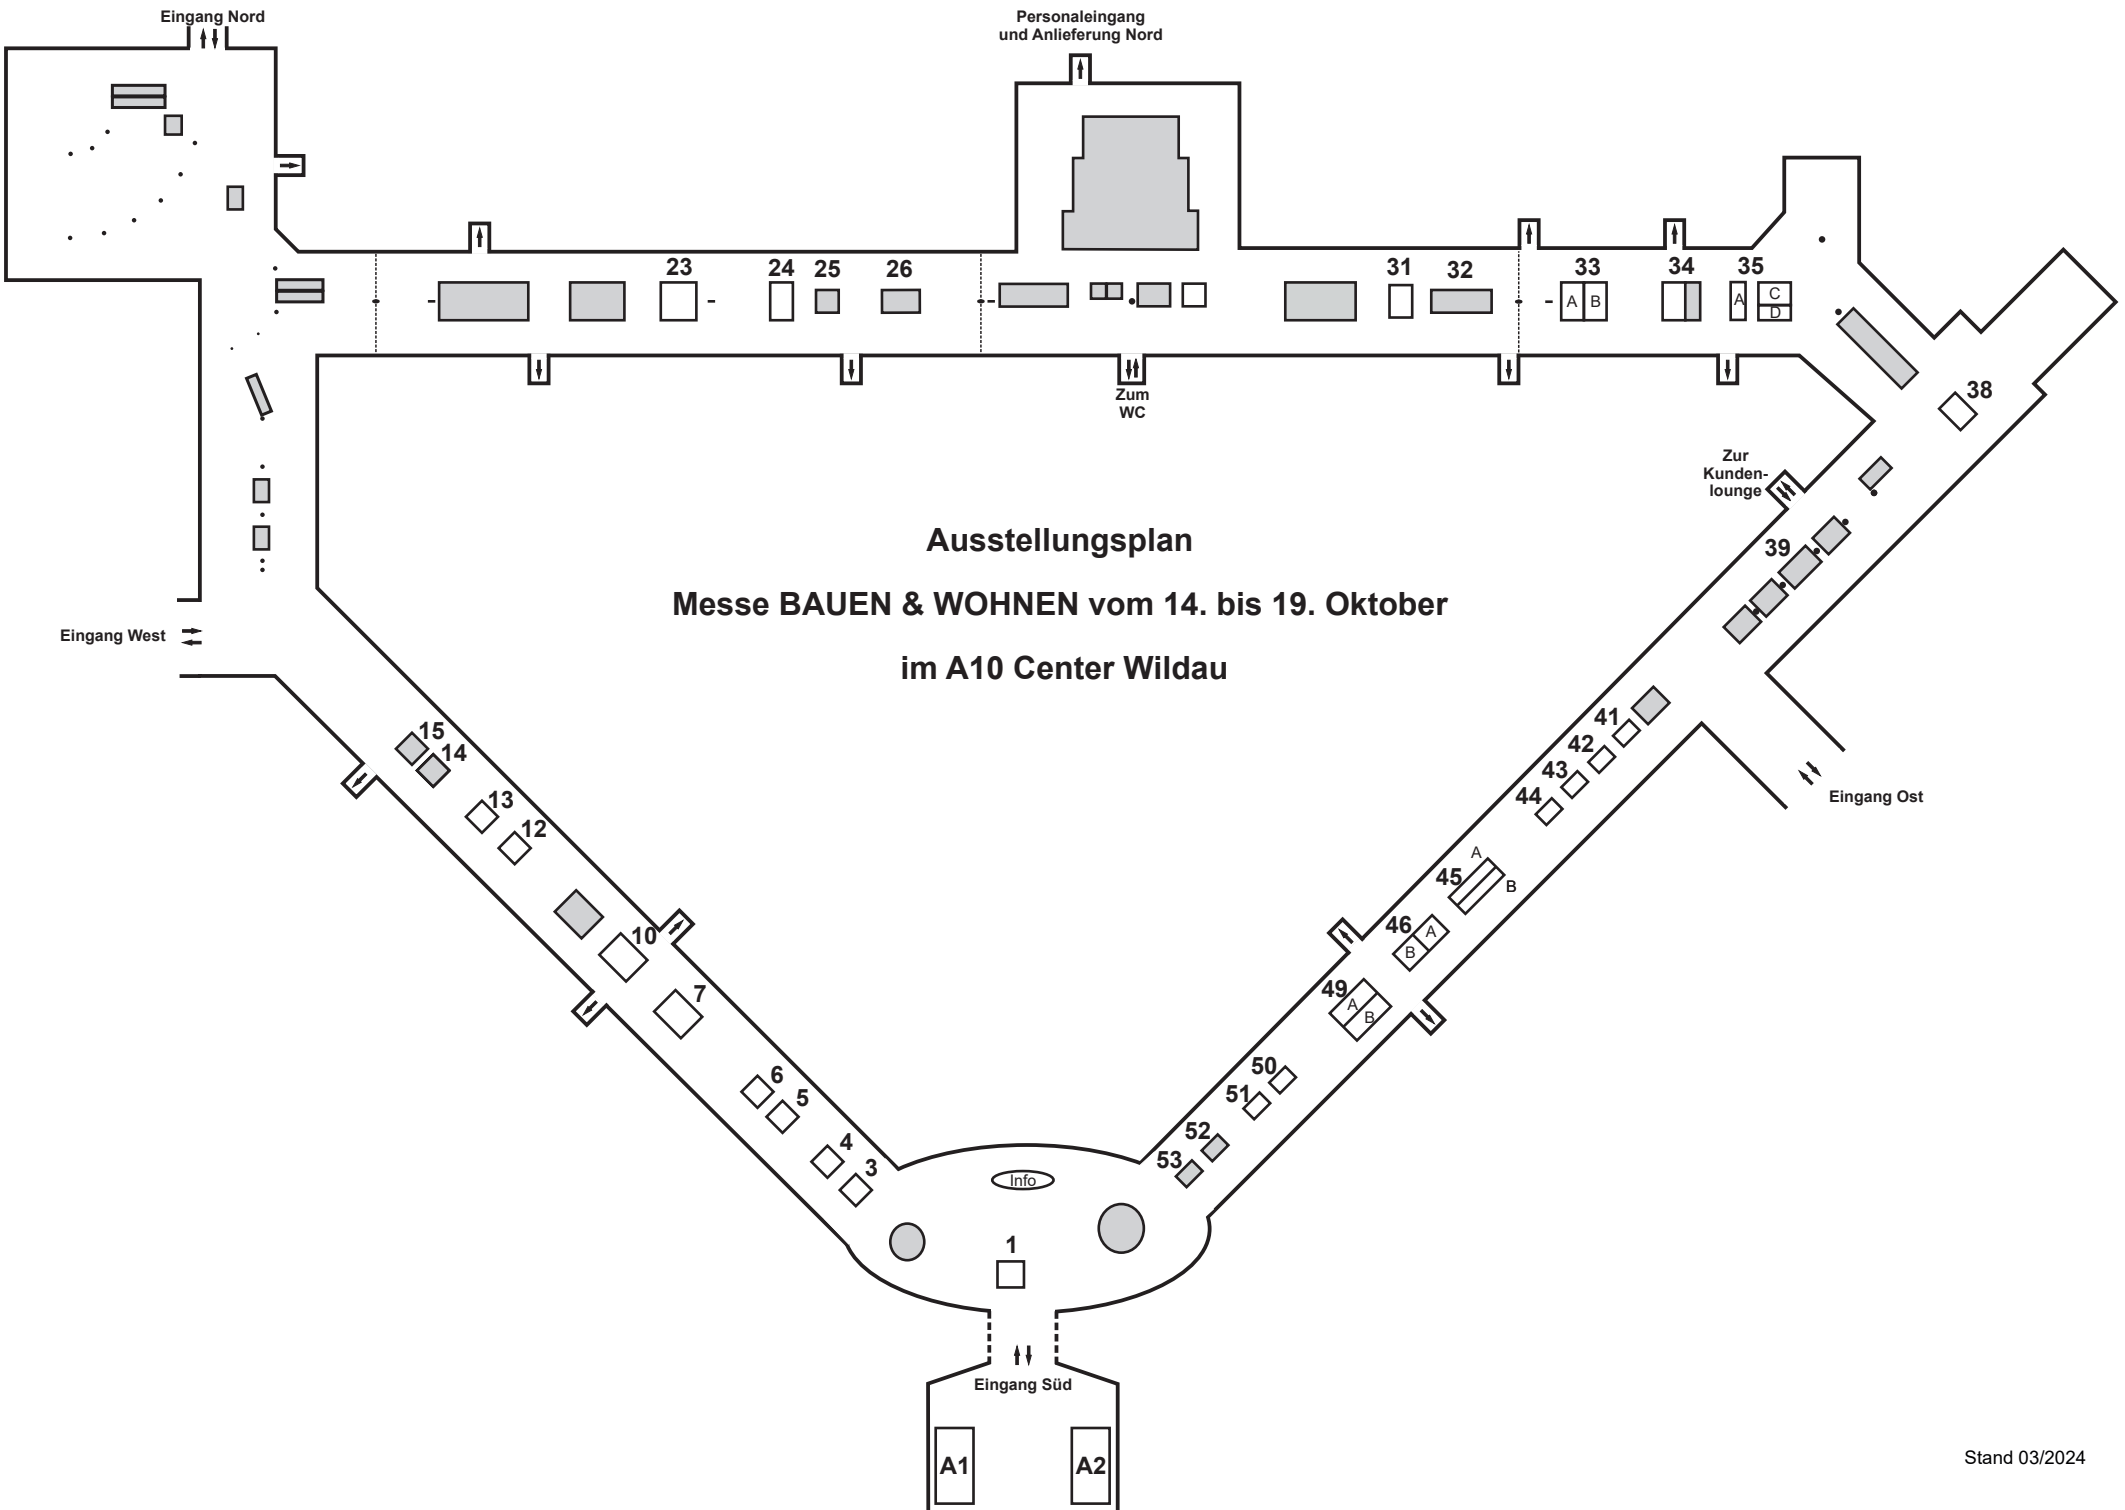 Eingang Nord
Personaleingang
und Anlieferung Nord
23
24
25
26
31
32
33
A B
34
35
A
C
D
Zum
WC
38
Zur
Kunden-
lounge
39
Ausstellungsplan
Messe BAUEN & WOHNEN vom 14. bis 19. Oktober
im A10 Center Wildau
Eingang West
Eingang Ost
15
14
13
12
10
7
6
5
4
3
41
42
43
44
45
A
B
46
A
B
49
A
B
50
51
52
53
Info
1
Eingang Süd
A1
A2
Stand 03/2024